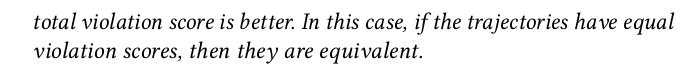 total violation score is better. In this case, if the trajectories have equal
violation scores, then they are equivalent.